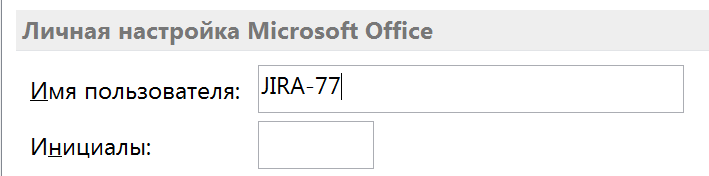 Личная настройка Microsoft Office
Имя пользователя: JIRA-77
Инициалы: